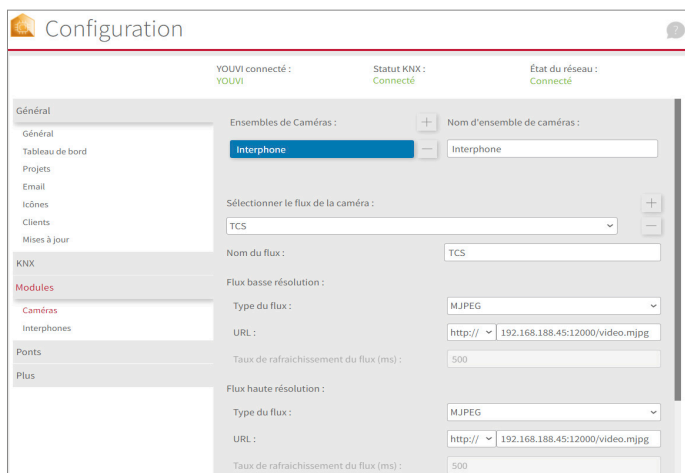 Configuration
?
YOUVI connecté :
YOUVI
Statut KNX :
Connecté
État du réseau :
Connecté
Général
Général
Tableau de bord
Projets
Email
Icônes
Clients
Mises à jour
KNX
Modules
Caméras
Interphones
Ponts
Plus
Ensembles de Caméras :
Nom d'ensemble de caméras :
Interphone
Interphone
Sélectionner le flux de la caméra :
TCS
Nom du flux :
TCS
Flux basse résolution :
Type du flux :
MJPEG
URL :
http://
192.168.188.45:12000/video.mjpg
Taux de rafraichissement du flux (ms) :
500
Flux haute résolution :
Type du flux :
MJPEG
URL :
http://
192.168.188.45:12000/video.mjpg
Taux de rafraichissement du flux (ms) :
500